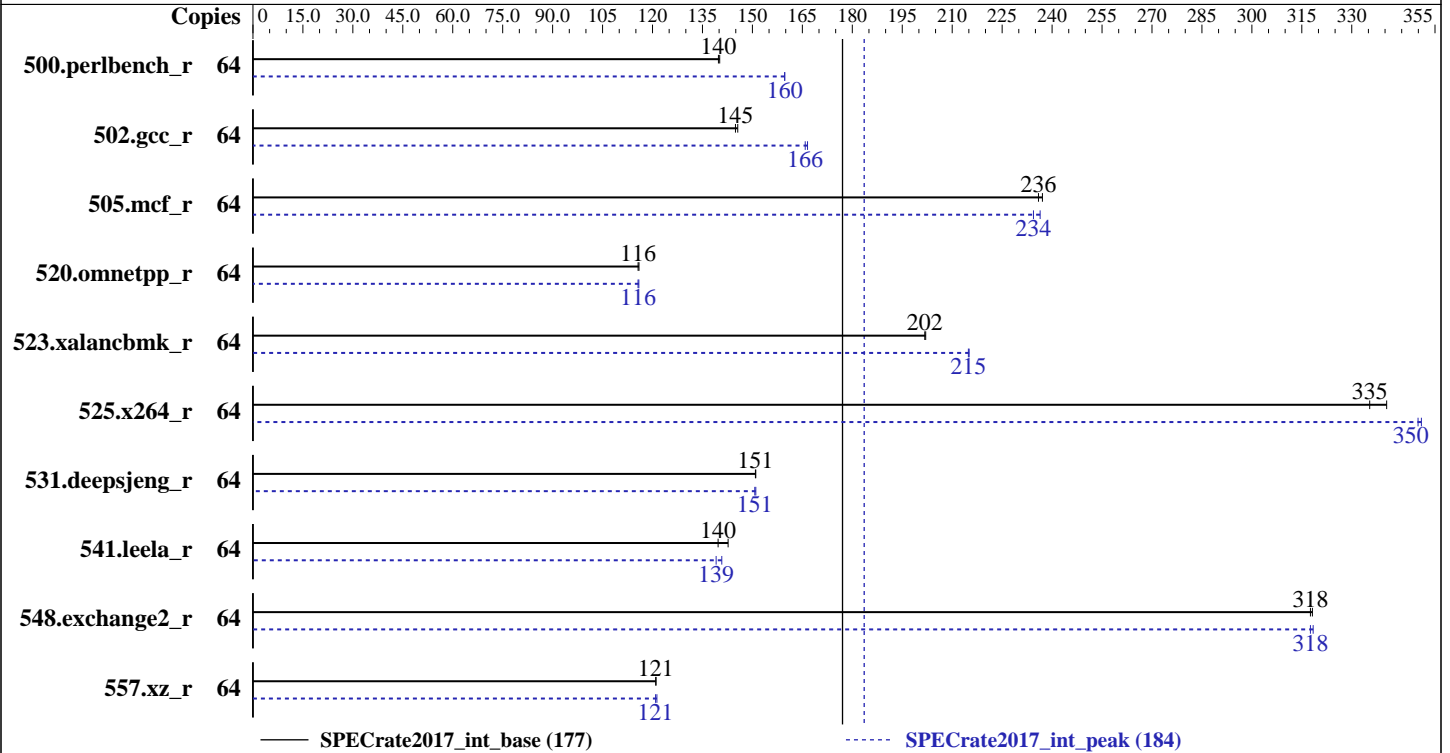 Copies 0 15.0 30.0 45.0 60.0 75.0 90.0 105 120 135 150 165 180 195 210 225 240 255 270 285 300 315 330 355
140
500.perlbench_r 64
160
145
502.gcc_r 64
166
236
505.mcf_r 64
234
116
520.omnetpp_r 64
116
202
523.xalancbmk_r 64
215
335
525.x264_r 64
350
151
531.deepsjeng_r 64
151
140
541.leela_r 64
139
318
548.exchange2_r 64
318
121
557.xz_r 64
121
SPECrate2017_int_base (177) SPECrate2017_int_peak (184)